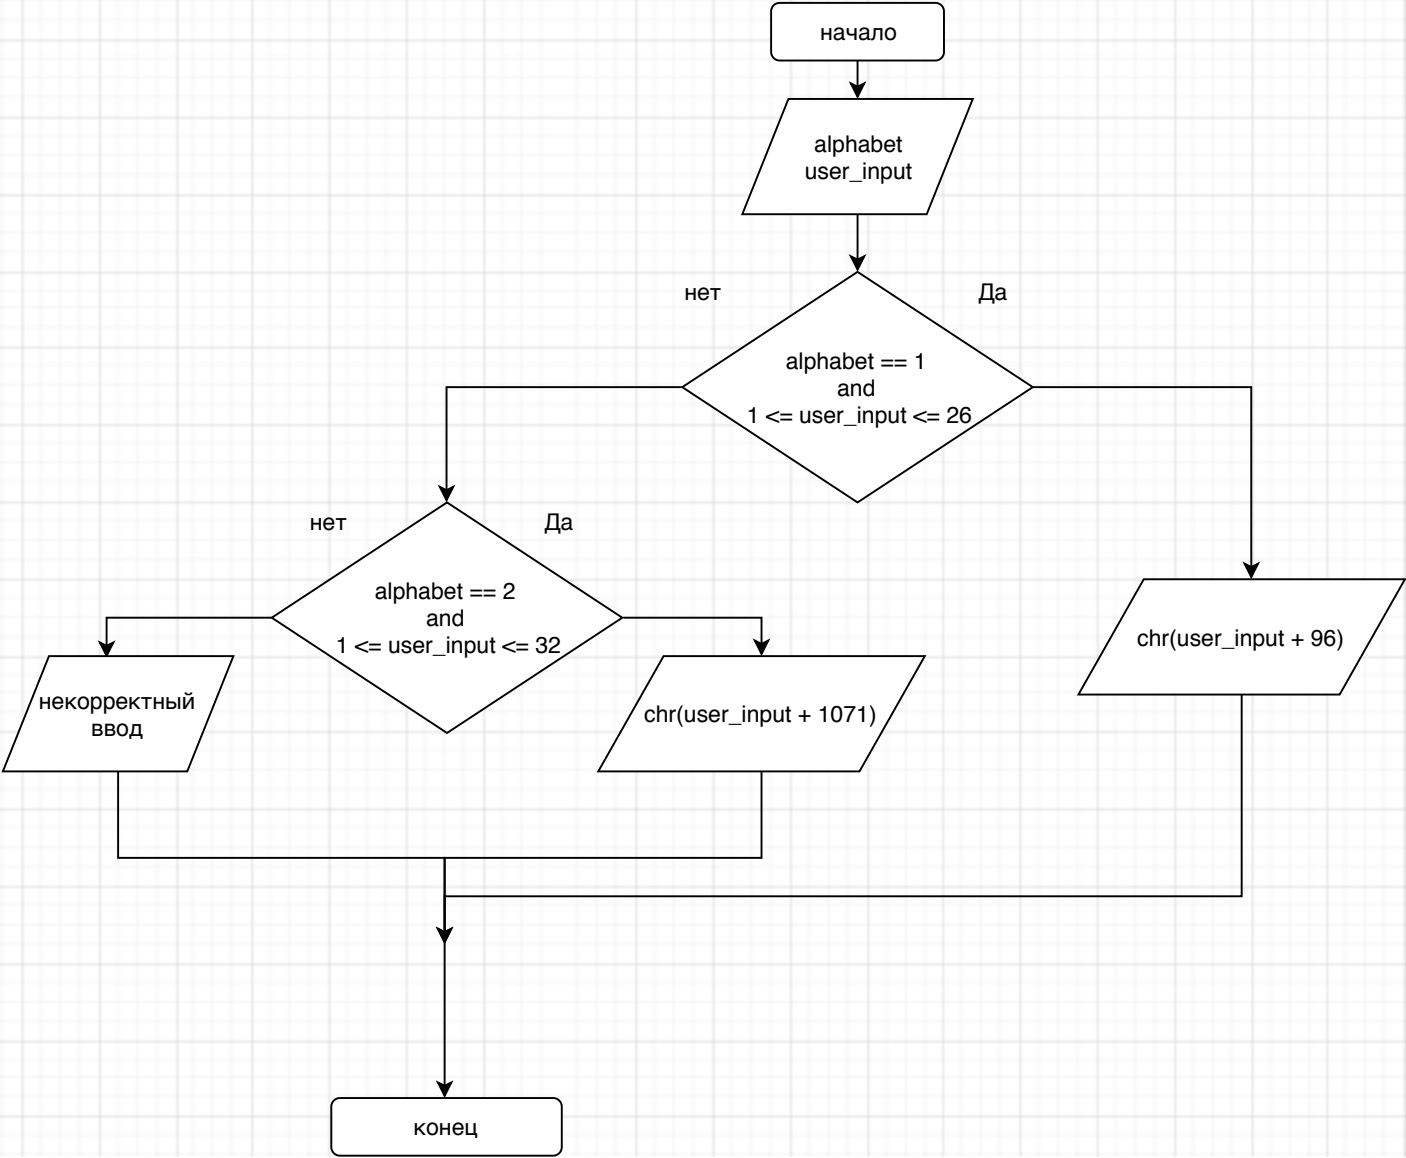 начало
alphabet
user_input
нет
Да
alphabet == 1
and
1 <= user_input <= 26
нет
Да
alphabet == 2
and
1 <= user_input <= 32
chr(user_input + 96)
некорректный
ввод
chr(user_input + 1071)
конец